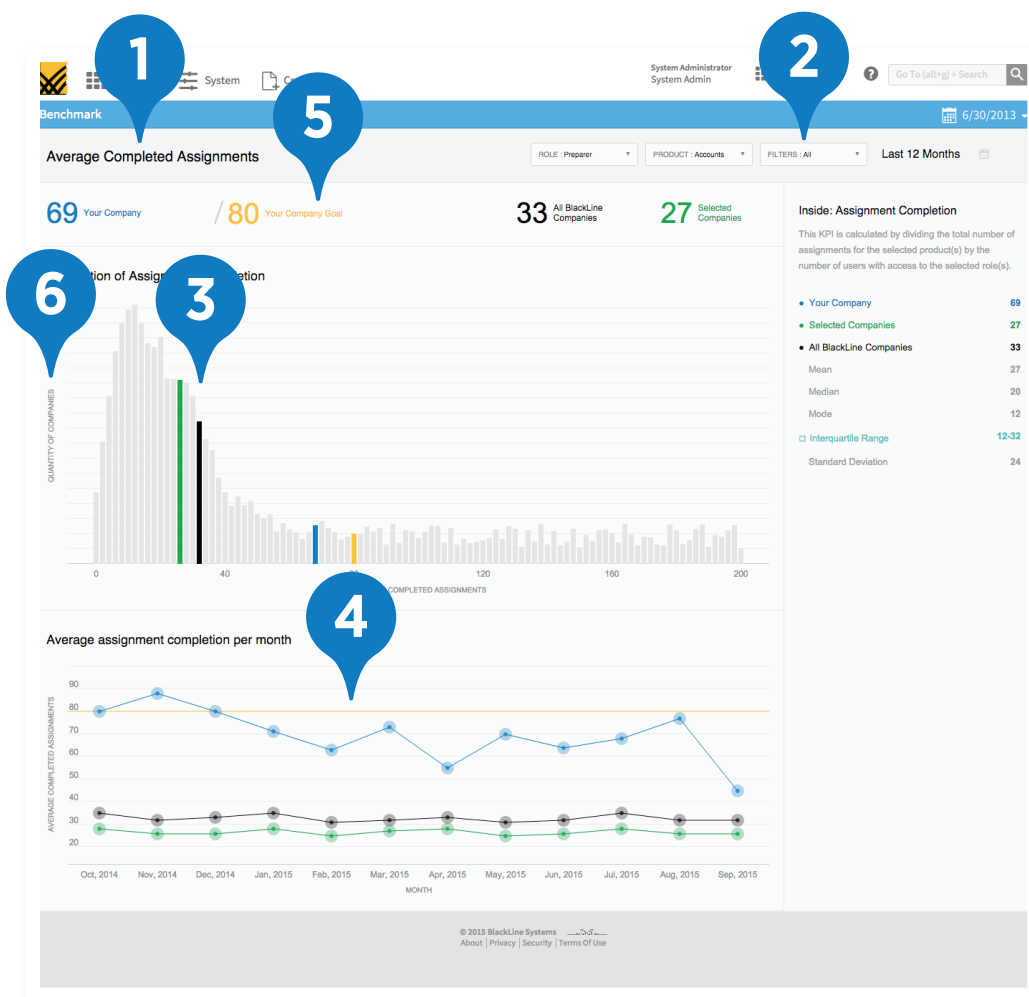 1
2
System Administrator
System Admin
System
Go To (alt+g) + Search
5
Benchmark
6/30/2013
Average Completed Assignments
ROLE : Preparer
PRODUCT : Accounts
FILTERS : All
Last 12 Months
69 Your Company
/ 80 Your Company Goal
33 All BlackLine Companies
27 Selected Companies
Inside: Assignment Completion
This KPI is calculated by dividing the total number of
assignments for the selected product(s) by the
number of users with access to the selected role(s).
6
3
Your Company 69
Selected Companies 27
All BlackLine Companies 33
Mean 27
Median 20
Mode 12
Interquartile Range 12-32
Standard Deviation 24
QUANTITY OF COMPANIES
0 40 120 160 200
COMPLETED ASSIGNMENTS
4
Average assignment completion per month
AVERAGE COMPLETED ASSIGNMENTS
90
80
70
60
50
40
30
20
Oct, 2014 Nov, 2014 Dec, 2014 Jan, 2015 Feb, 2015 Mar, 2015 Apr, 2015 May, 2015 Jun, 2015 Jul, 2015 Aug, 2015 Sep, 2015
MONTH
© 2015 BlackLine Systems
About | Privacy | Security | Terms Of Use